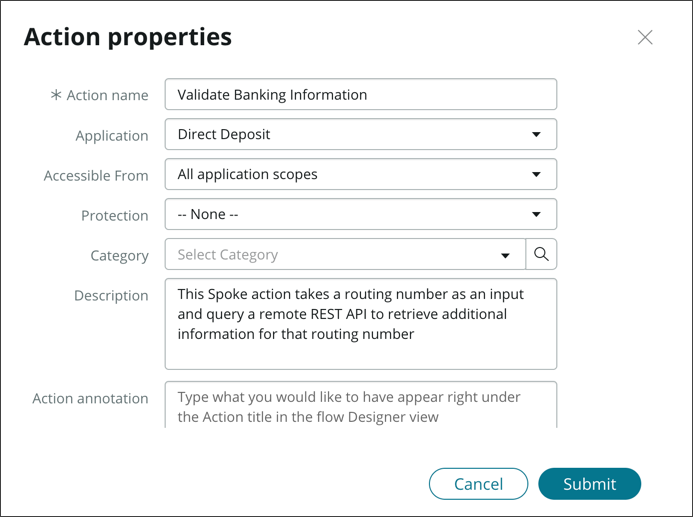 Action properties
* Action name Validate Banking Information
Application Direct Deposit
Accessible From All application scopes
Protection -- None --
Category Select Category
Description This Spoke action takes a routing number as an input
and query a remote REST API to retrieve additional
information for that routing number
Action annotation Type what you would like to have appear right under
the Action title in the flow Designer view
Cancel Submit